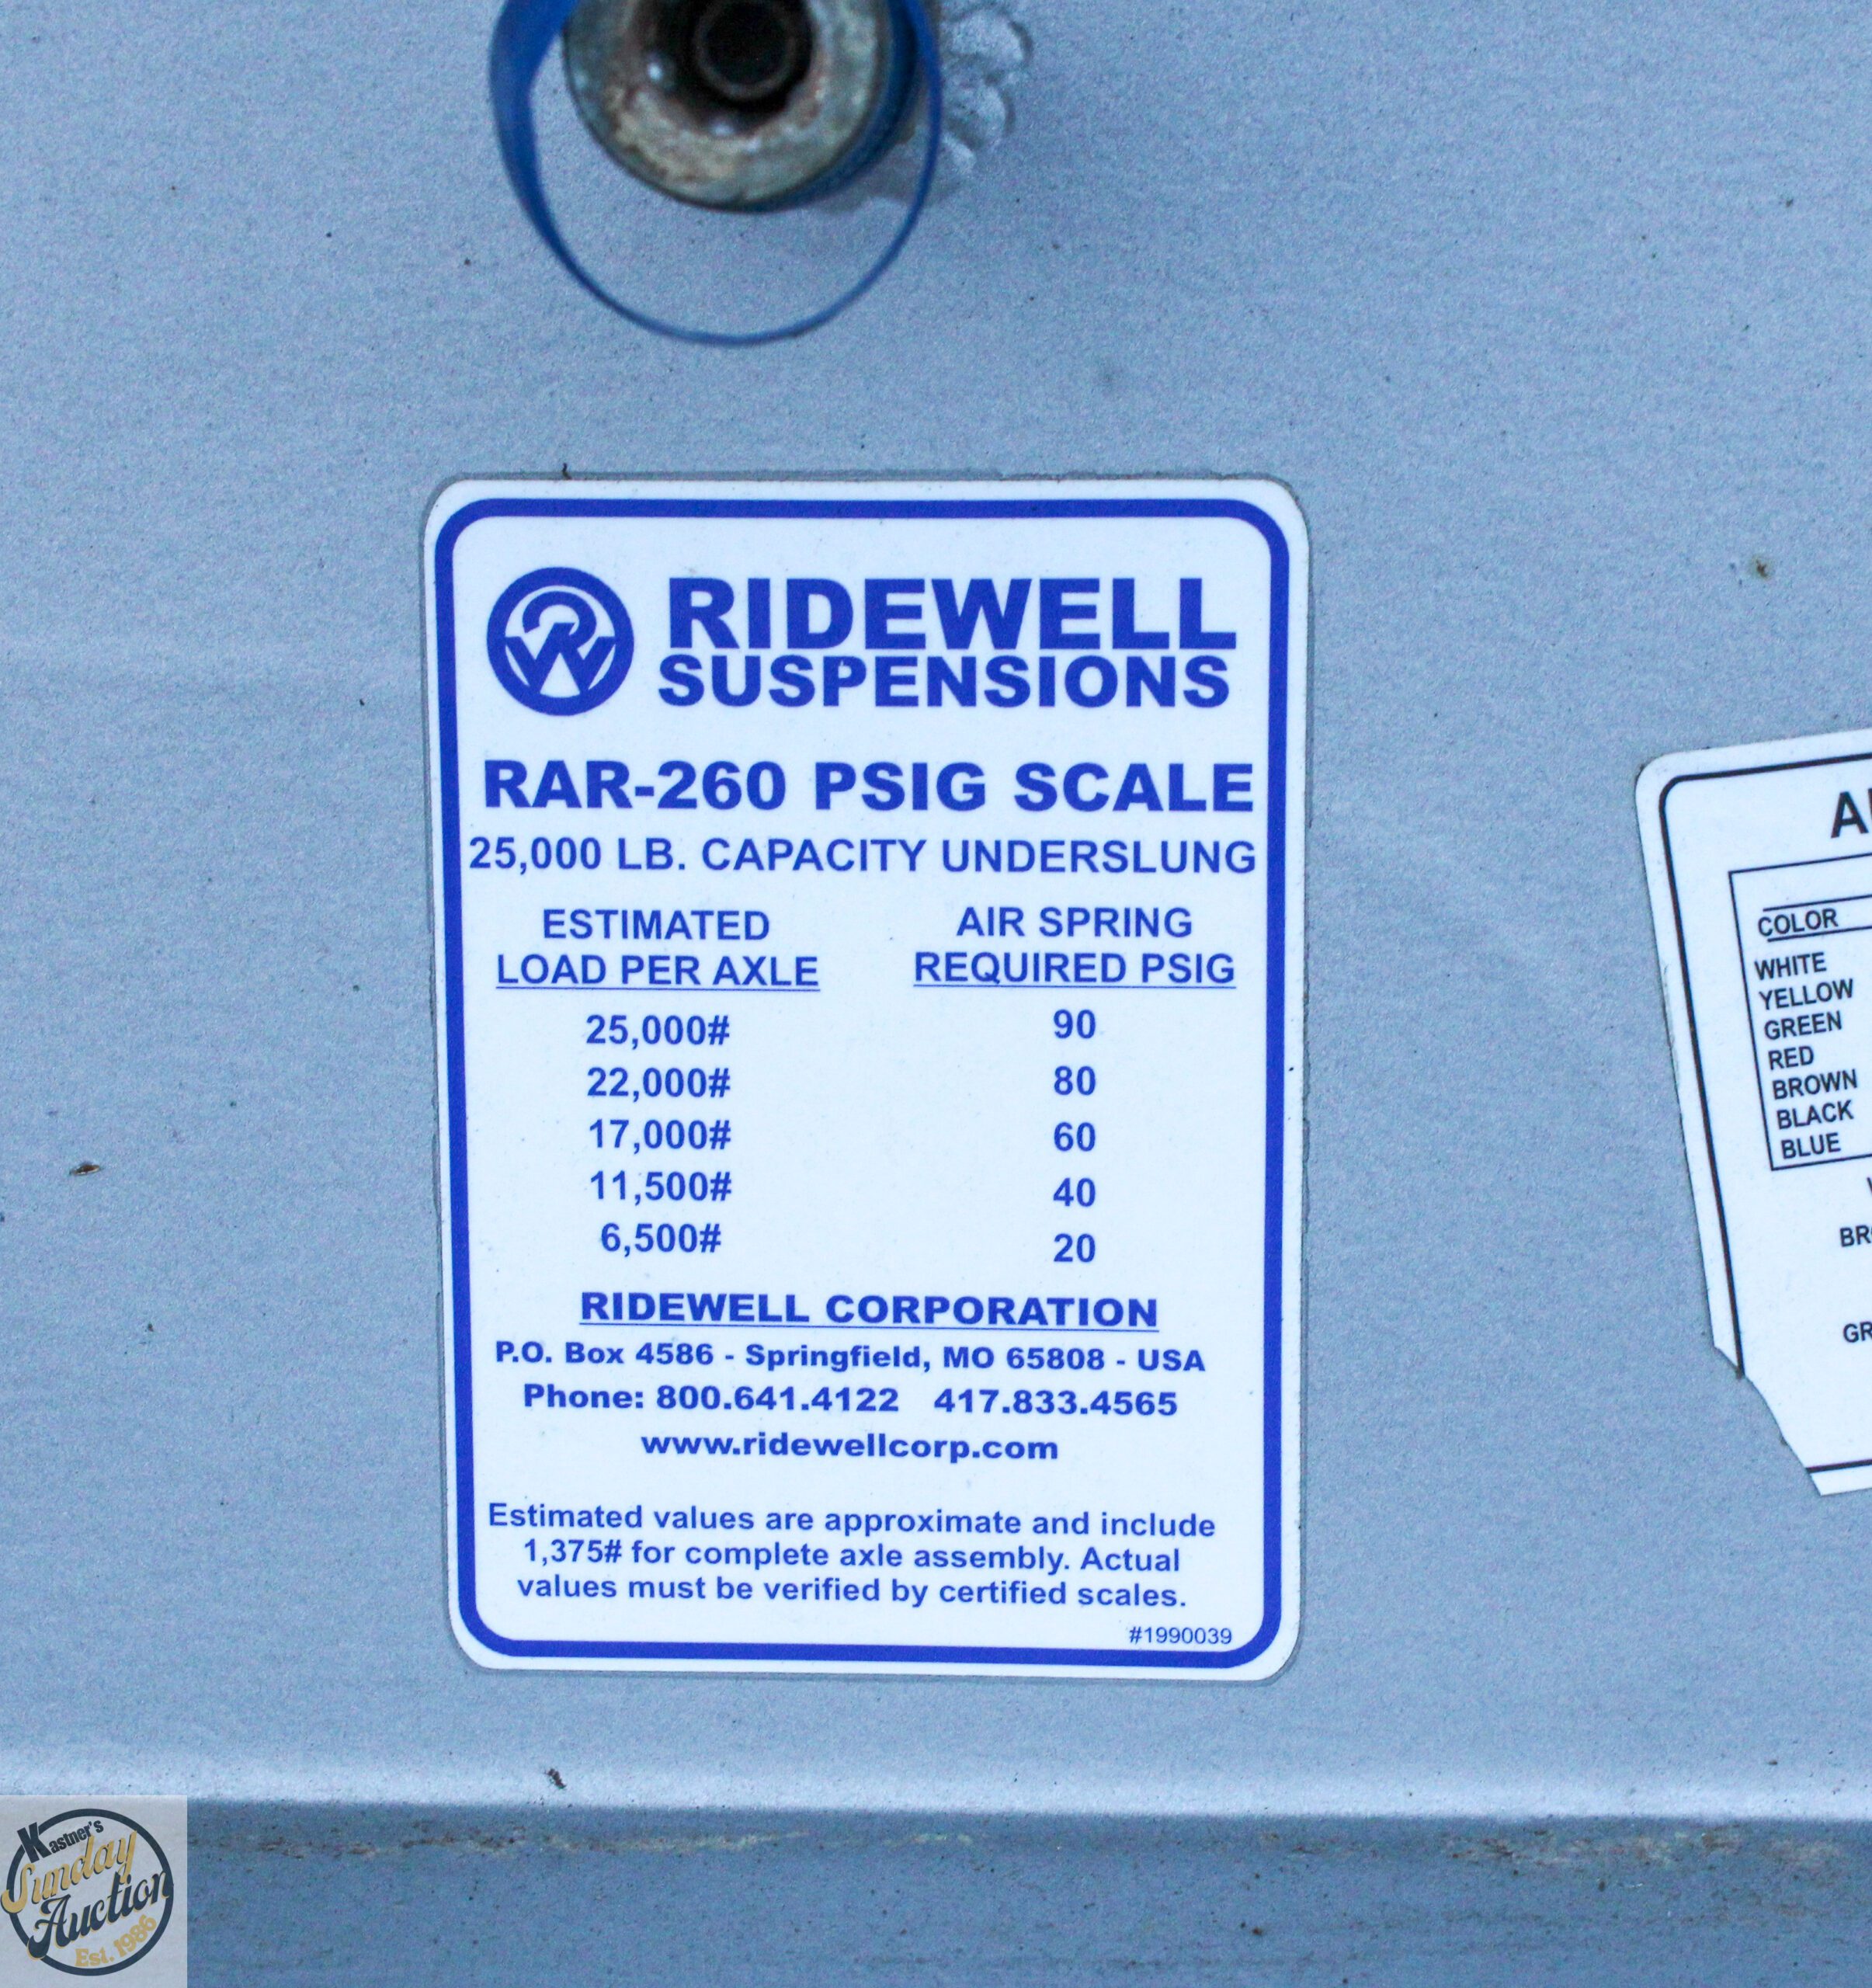 RIDEWELL
SUSPENSIONS
RAR-260 PSIG SCALE
25,000 LB. CAPACITY UNDERSLUNG
ESTIMATED AIR SPRING
LOAD PER AXLE REQUIRED PSIG
25,000# 90
22,000# 80
17,000# 60
11,500# 40
6,500# 20
RIDEWELL CORPORATION
P.O. Box 4586 - Springfield, MO 65808 - USA
Phone: 800.641.4122 417.833.4565
www.ridewellcorp.com
Estimated values are approximate and include
1,375# for complete axle assembly. Actual
values must be verified by certified scales.
#1990039
COLOR
WHITE
YELLOW
GREEN
RED
BROWN
BLACK
BLUE
Kastner's
Sunday
Auction
Est. 1986